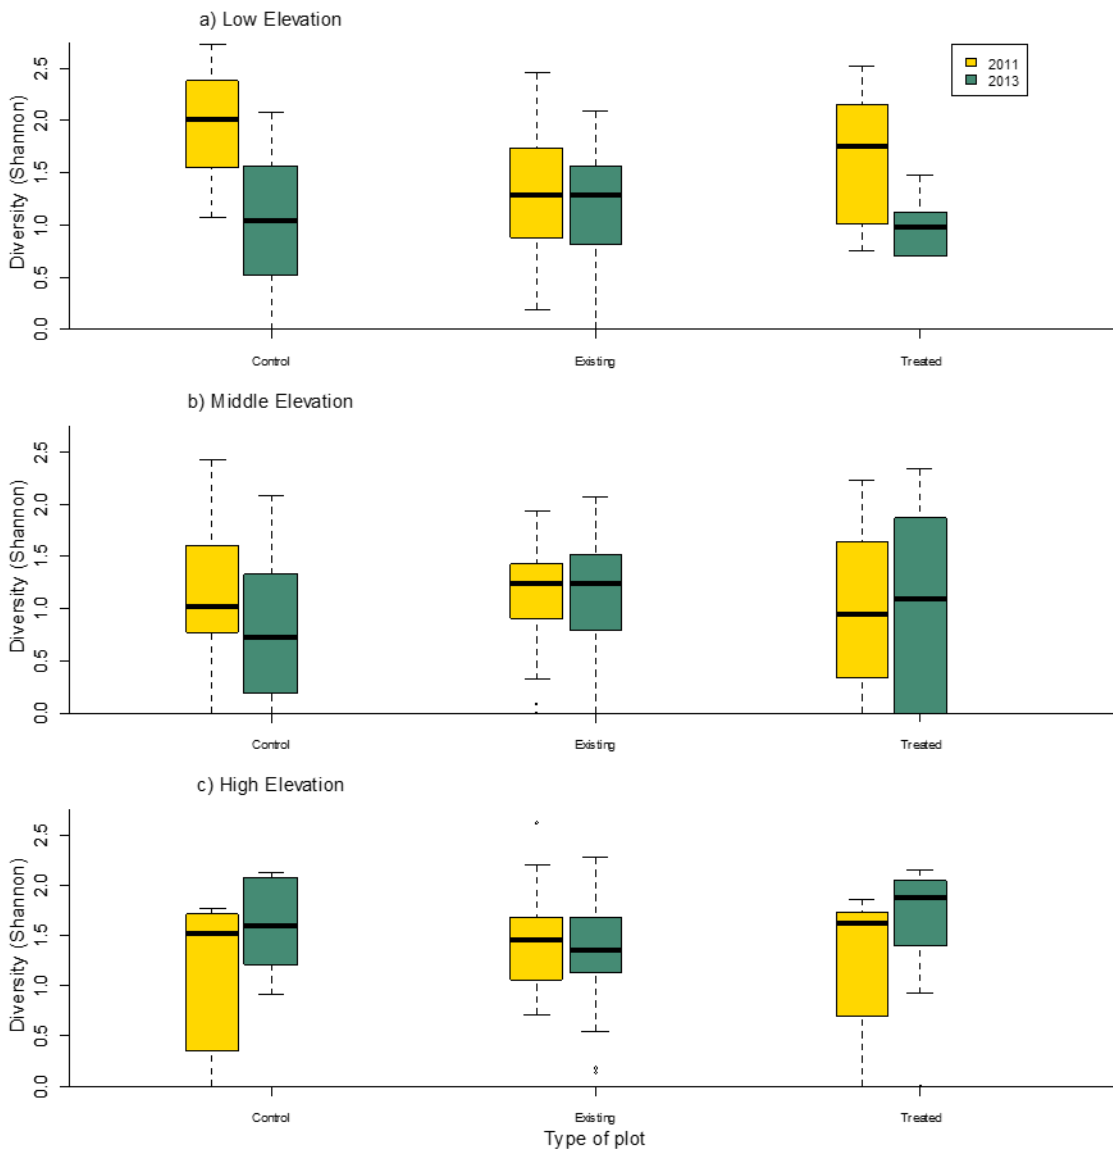 a) Low Elevation
2011
2013
Diversity (Shannon)
0.0 0.5 1.0 1.5 2.0 2.5
Control Existing Treated
b) Middle Elevation
Diversity (Shannon)
0.0 0.5 1.0 1.5 2.0 2.5
Control Existing Treated
c) High Elevation
Diversity (Shannon)
0.0 0.5 1.0 1.5 2.0 2.5
Control Existing Treated
Type of plot